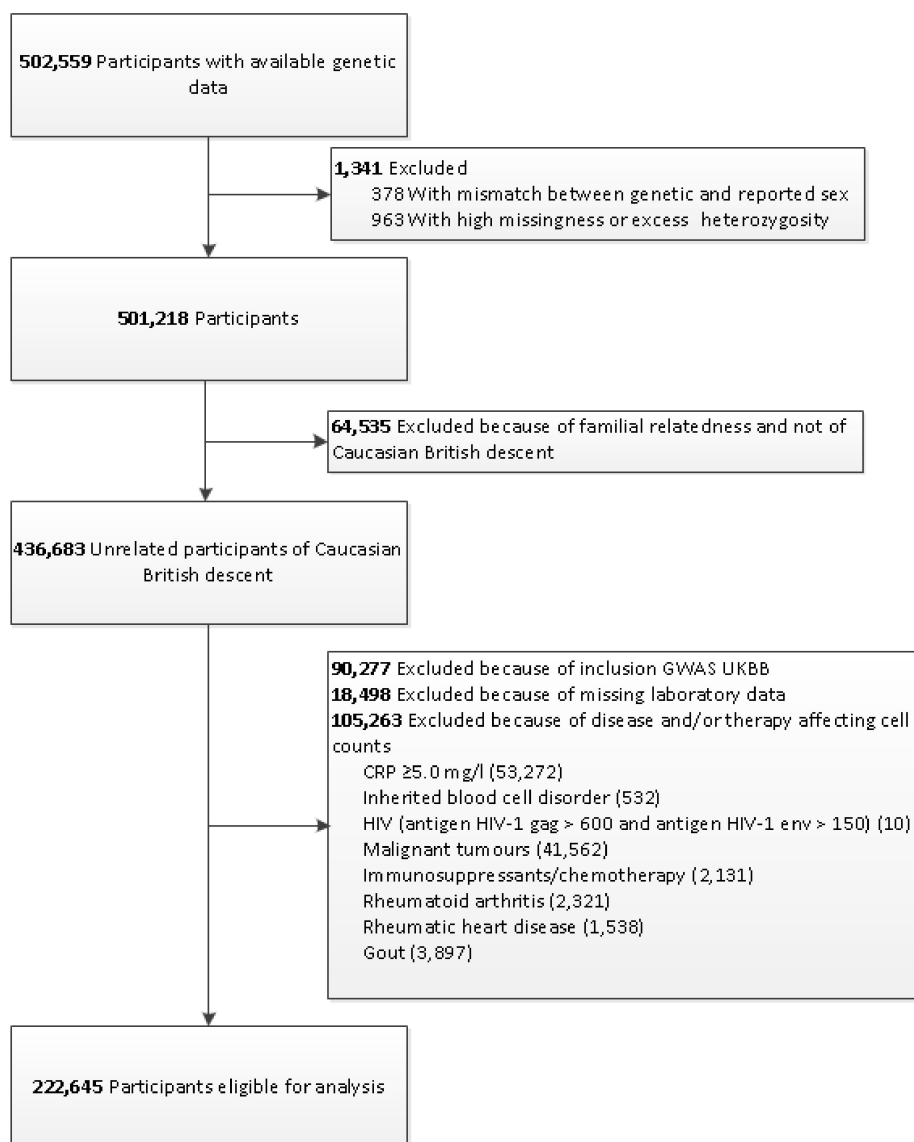 502,559 Participants with available genetic
data
1,341 Excluded
378 With mismatch between genetic and reported sex
963 With high missingness or excess heterozygosity
501,218 Participants
64,535 Excluded because of familial relatedness and not of
Caucasian British descent
436,683 Unrelated participants of Caucasian
British descent
90,277 Excluded because of inclusion GWAS UKBB
18,498 Excluded because of missing laboratory data
105,263 Excluded because of disease and/or therapy affecting cell
counts
CRP ≥5.0 mg/l (53,272)
Inherited blood cell disorder (532)
HIV (antigen HIV-1 gag > 600 and antigen HIV-1 env > 150) (10)
Malignant tumours (41,562)
Immunosuppressants/chemotherapy (2,131)
Rheumatoid arthritis (2,321)
Rheumatic heart disease (1,538)
Gout (3,897)
222,645 Participants eligible for analysis